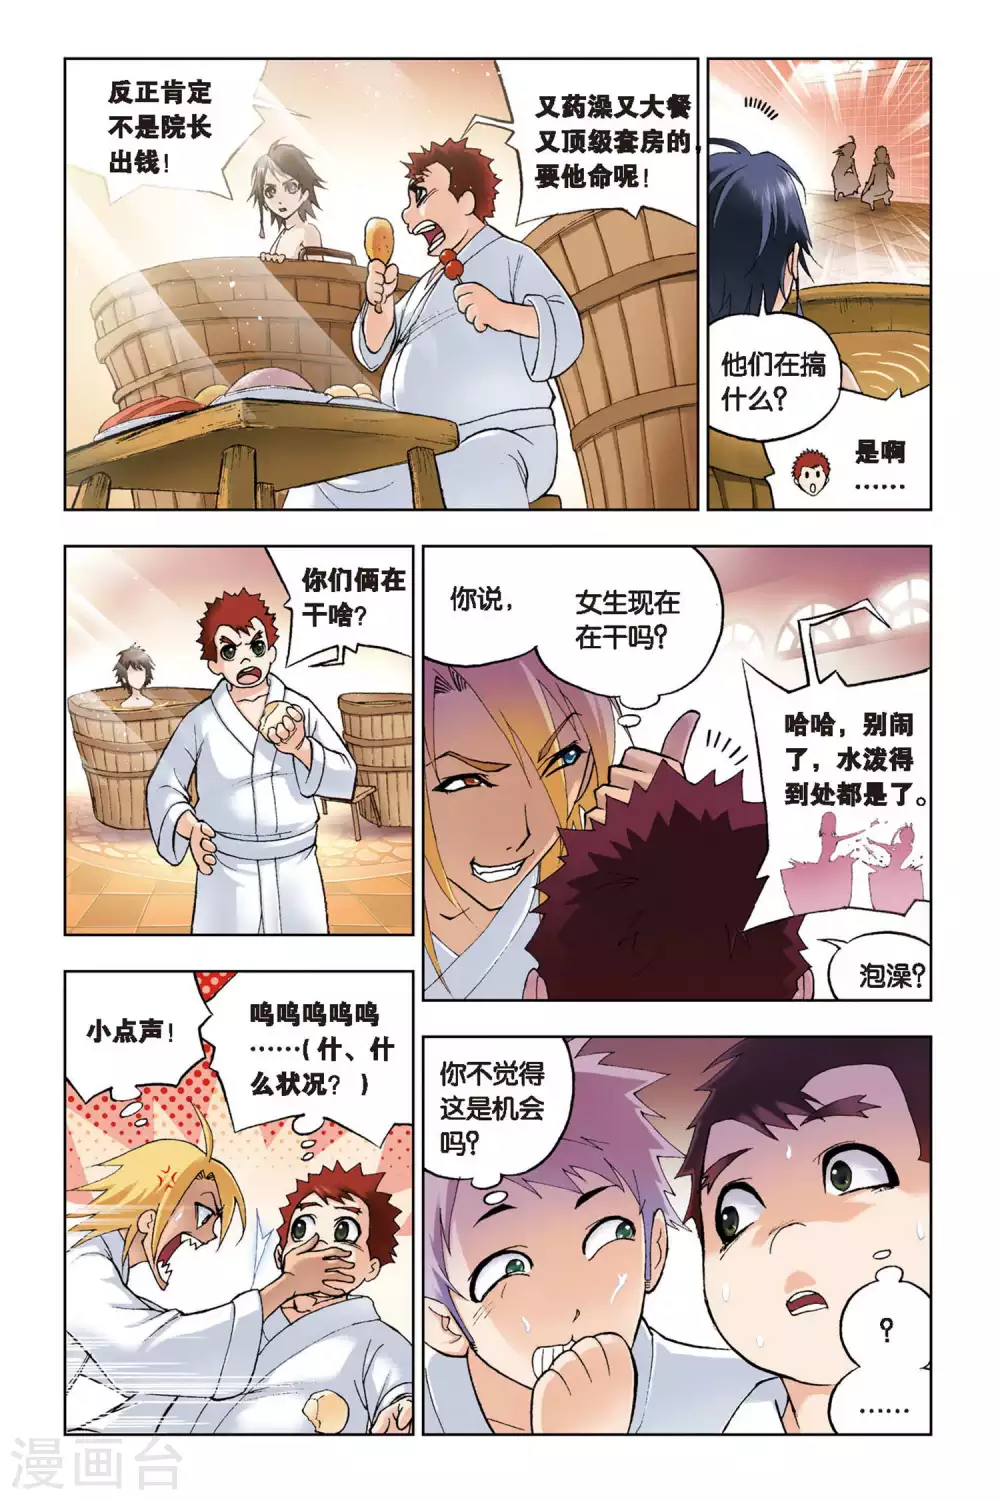 反正肯定
不是院长
出钱！
又药澡又大餐
又顶级套房的，
要他命呢！
他们在搞
什么？
是啊
……
你们俩在
干啥？
你说，
女生现在
在干吗？
哈哈，别闹
了，水泼得
到处都是了。
泡澡？
小点声！
呜呜呜呜呜
……（什、什
么状况？）
你不觉得
这是机会
吗？
？
……
漫画台